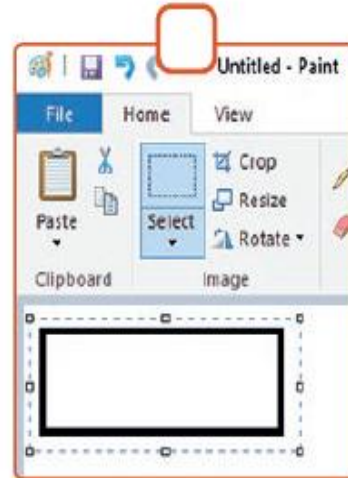 Untitled - Paint
File Home View
Crop
Resize
Paste Select Rotate
Clipboard Image